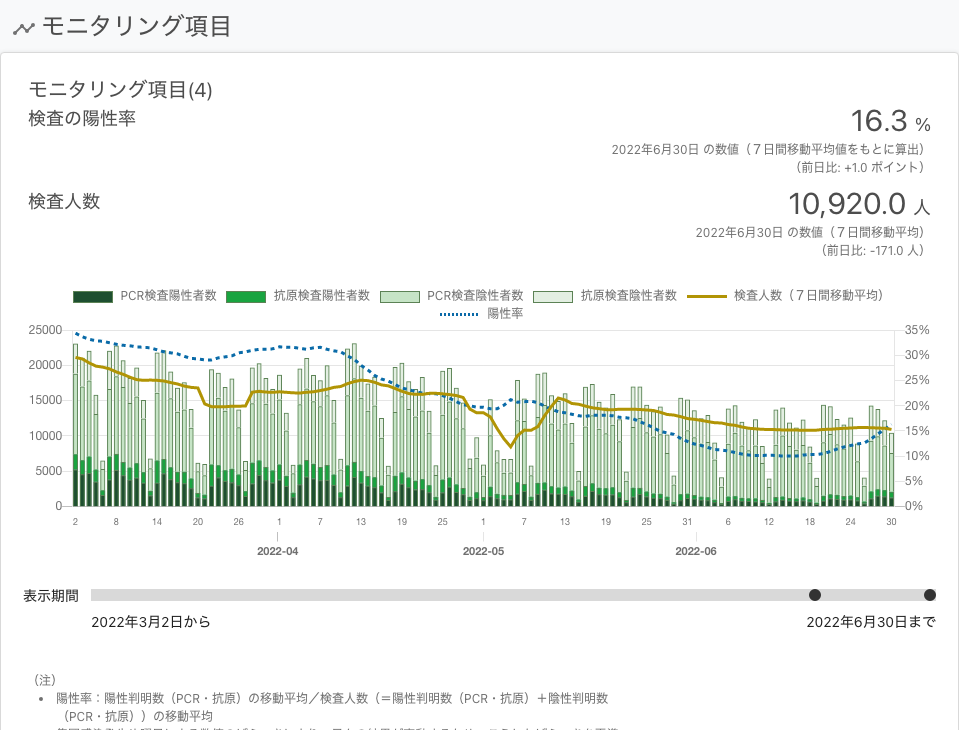 モニタリング項目
モニタリング項目(4)
検査の陽性率
16.3 %
2022年6月30日 の数値（７日間移動平均値をもとに算出）
（前日比: +1.0 ポイント）
検査人数
10,920.0 人
2022年6月30日 の数値（７日間移動平均）
（前日比: -171.0 人）
PCR検査陽性者数 抗原検査陽性者数 PCR検査陰性者数 抗原検査陰性者数 検査人数（７日間移動平均）
陽性率
25000 35%
30%
20000
25%
15000 20%
15%
10000
10%
5000
5%
0 0%
2 8 14 20 26 1 7 13 19 25 1 7 13 19 25 31 6 12 18 24 30
2022-04 2022-05 2022-06
表示期間
2022年3月2日から 2022年6月30日まで
（注）
• 陽性率：陽性判明数（PCR・抗原）の移動平均／検査人数（＝陽性判明数（PCR・抗原）＋陰性判明数
（PCR・抗原））の移動平均